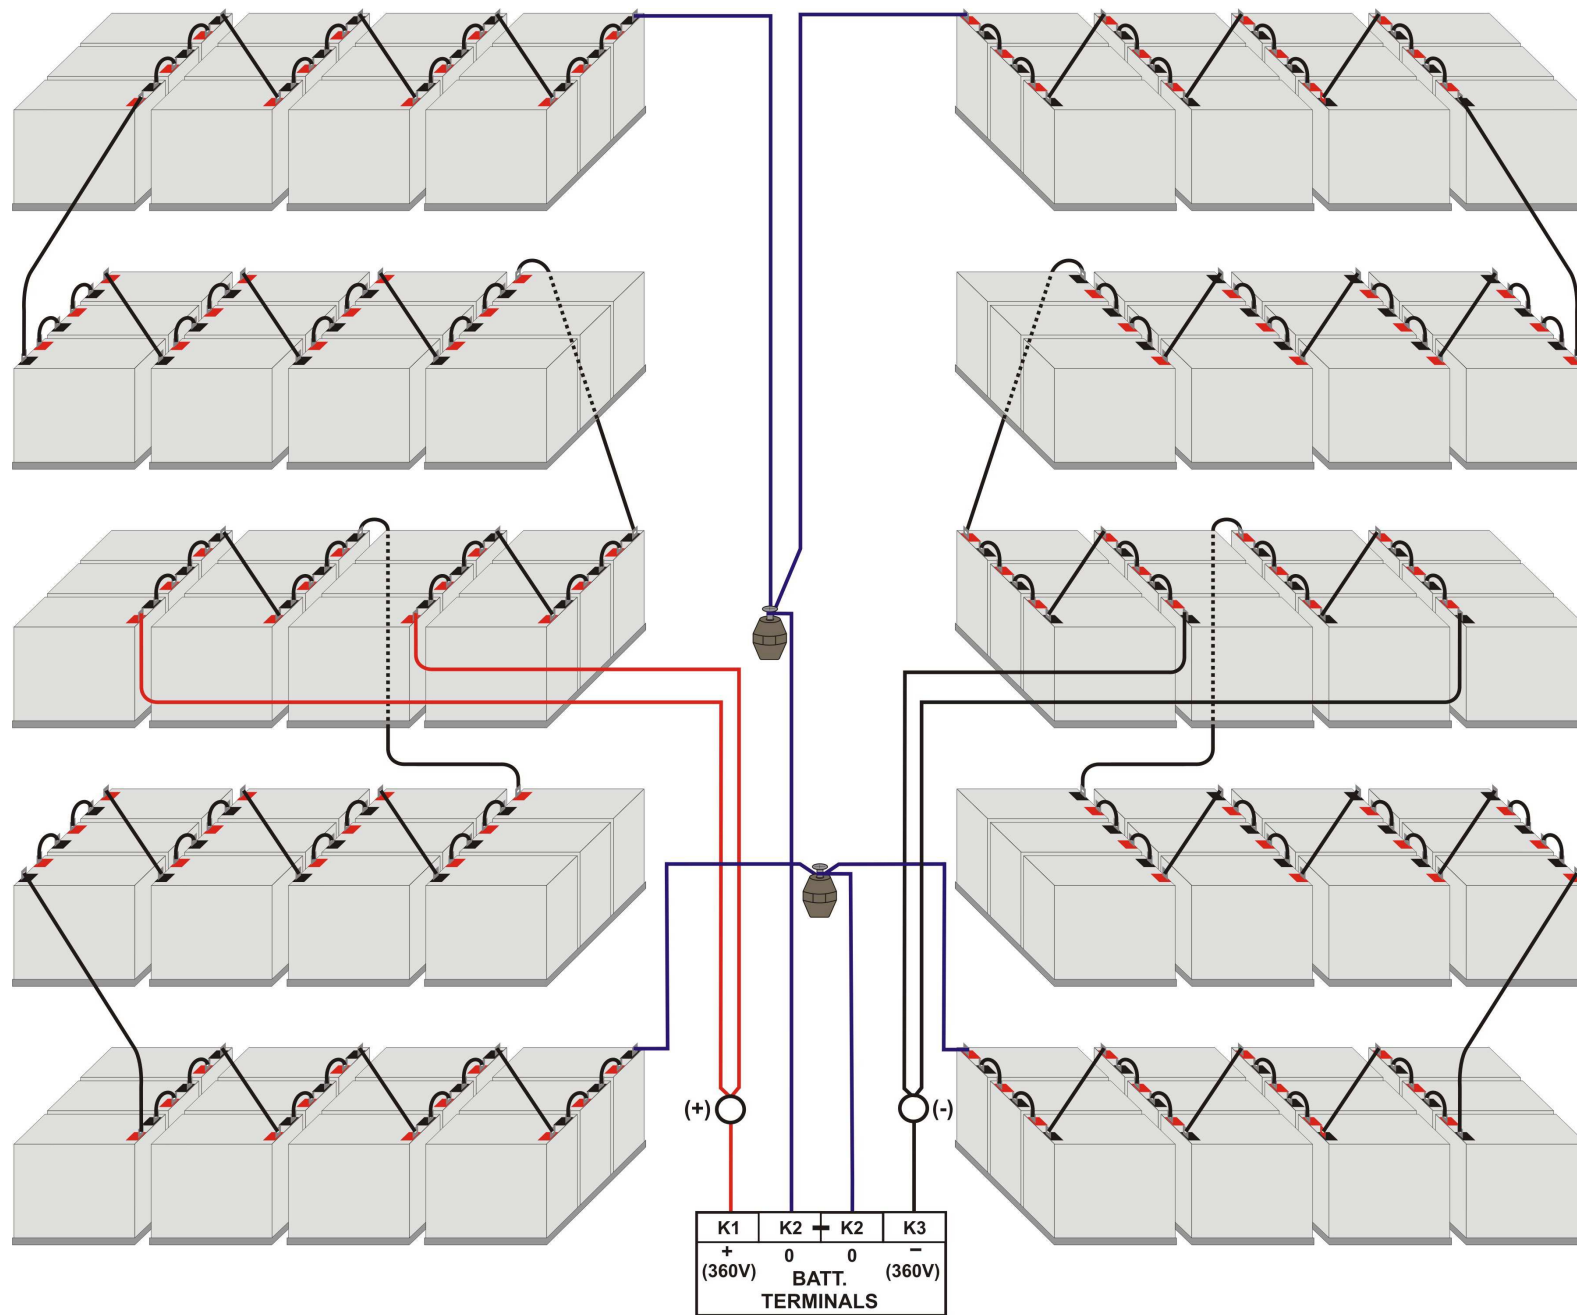 (+) (-)
K1 K2 - K2 K3
+ 0 0 −
(360V) (360V)
BATT.
TERMINALS